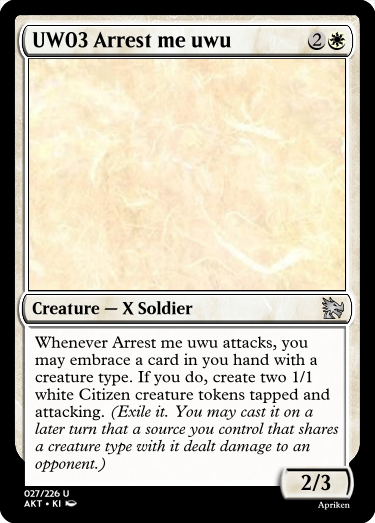 UW03 Arrest me uwu 2
Creature — X Soldier
Whenever Arrest me uwu attacks, you
may embrace a card in you hand with a
creature type. If you do, create two 1/1
white Citizen creature tokens tapped and
attacking. (Exile it. You may cast it on a
later turn that a source you control that shares
a creature type with it dealt damage to an
opponent.)
2/3
027/226 U
AKT • KI
Apriken